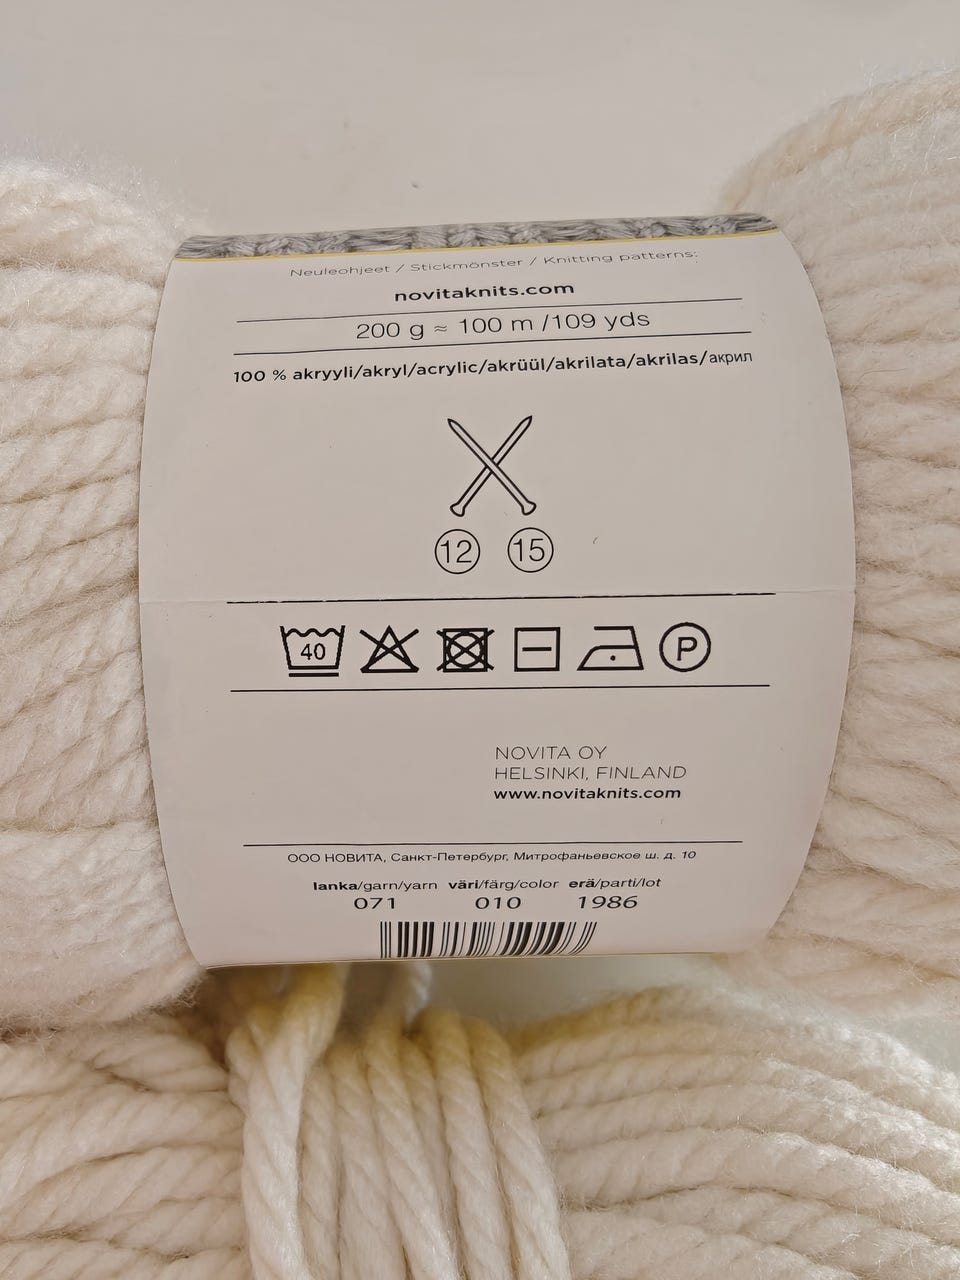 Neuleohjeet / Stickmönster / Knitting patterns:
novitaknits.com
200 g ≈ 100 m /109 yds
100 % akryyli/akryl/acrylic/akrüül/akrilata/akrilas/акрил
12 15
40
P
NOVITA OY
HELSINKI, FINLAND
www.novitaknits.com
ООО НОВИТА, Санкт-Петербург, Митрофаньевское ш. д. 10
lanka/garn/yarn väri/färg/color erä/parti/lot
071 010 1986